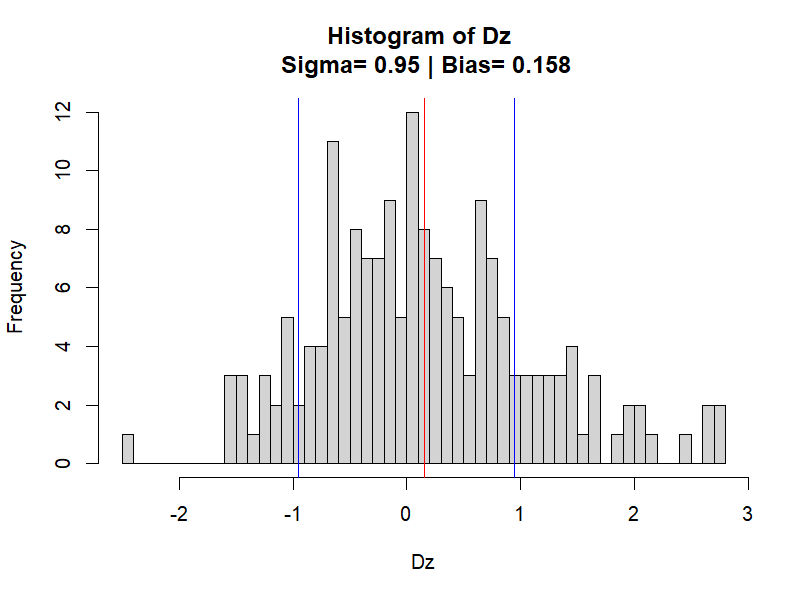 Histogram of Dz
Sigma= 0.95 | Bias= 0.158
Frequency
12
10
8
6
4
2
0
-2 -1 0 1 2 3
Dz